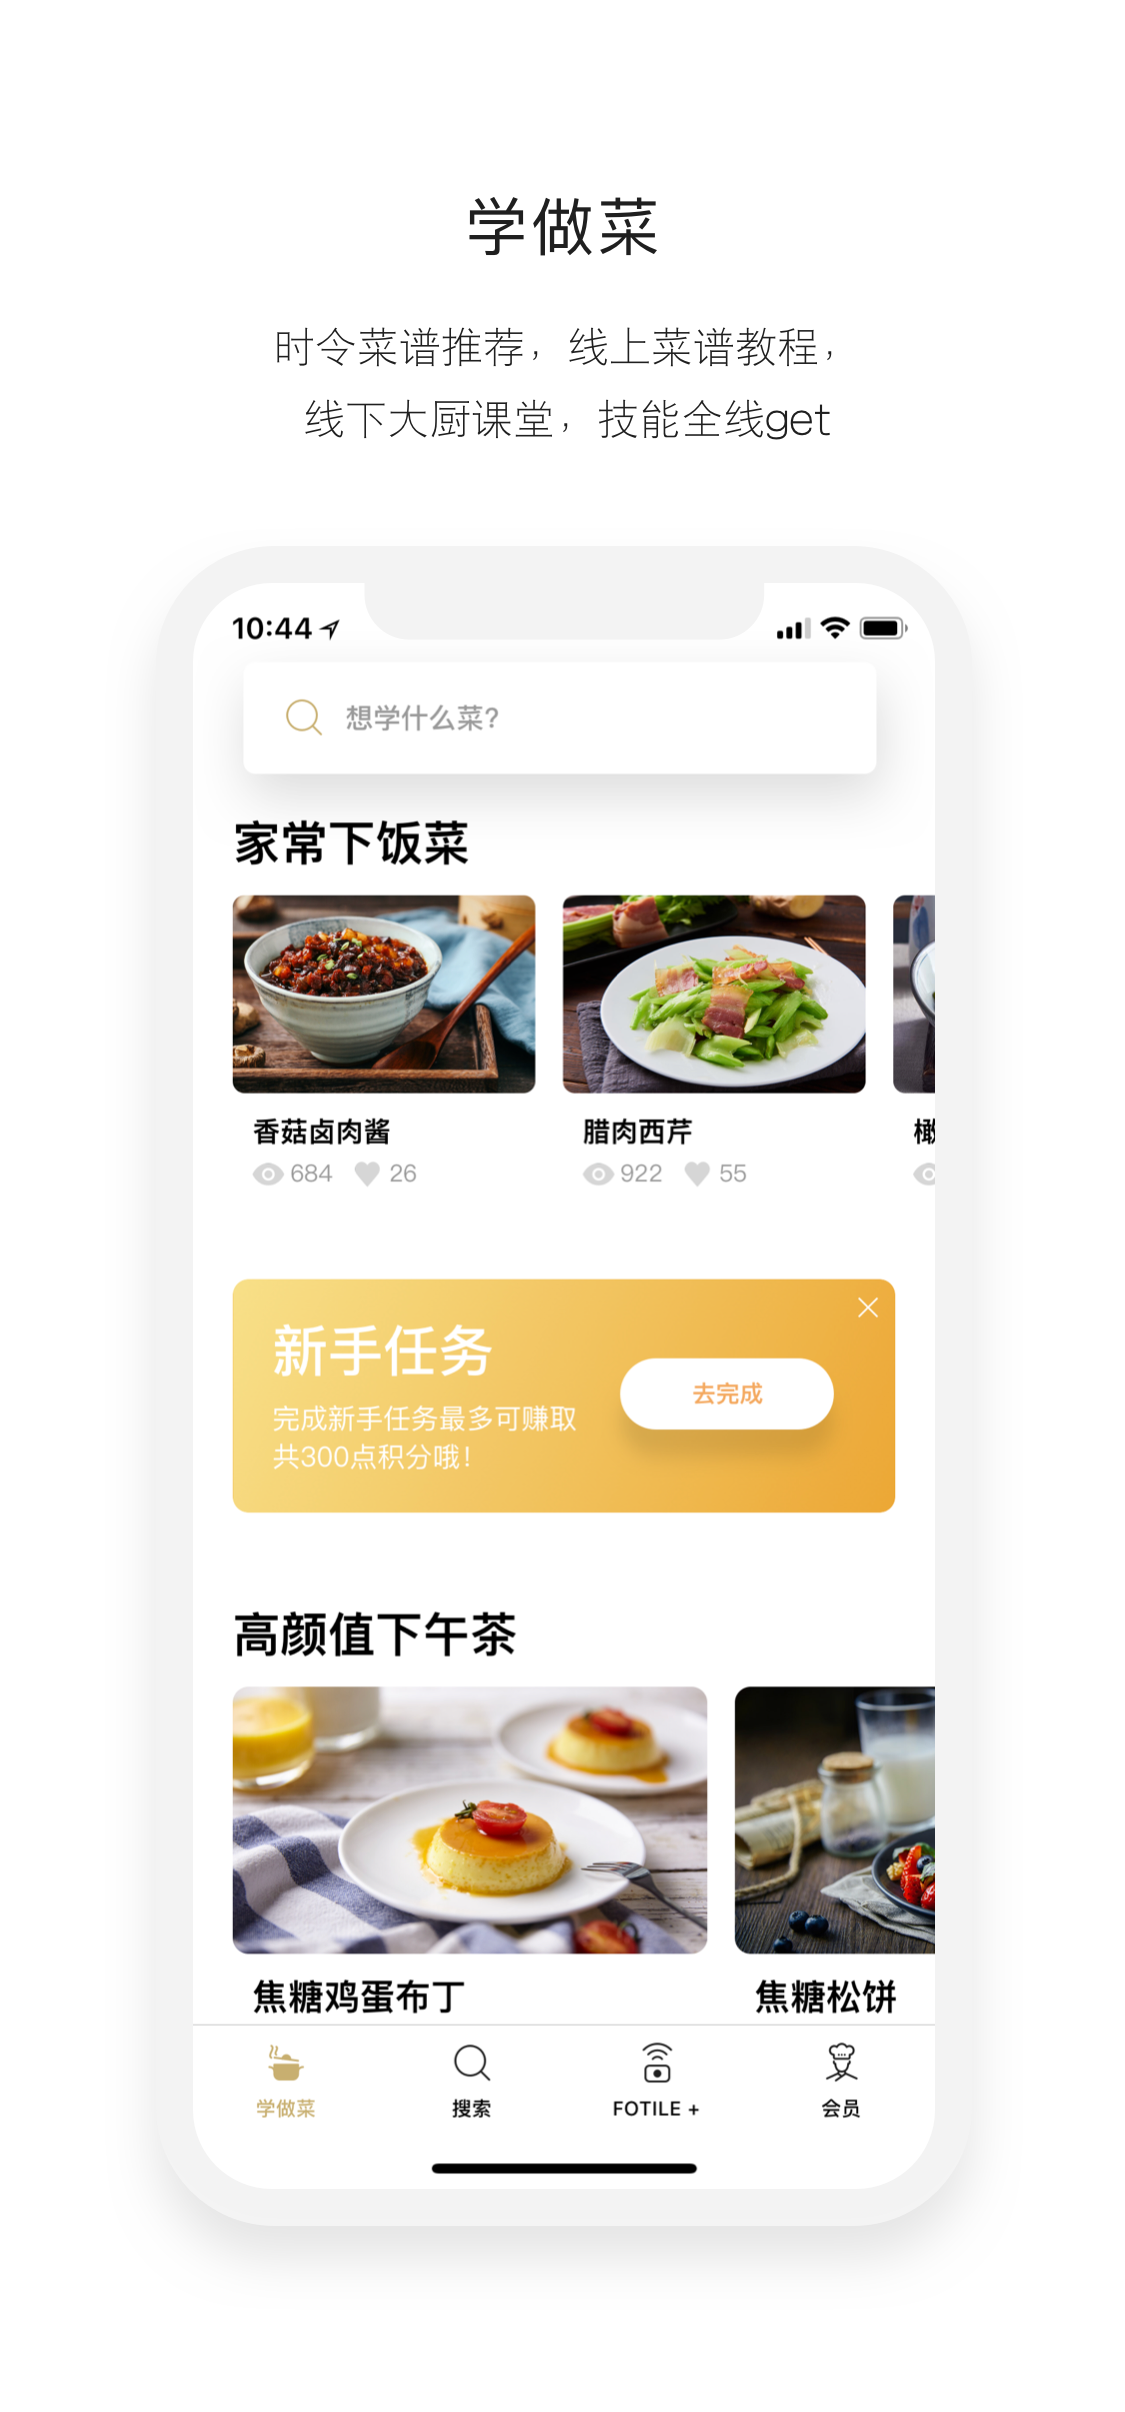 学做菜
时令菜谱推荐，线上菜谱教程，
线下大厨课堂，技能全线get
10:44
想学什么菜?
家常下饭菜
香菇卤肉酱
腊肉西芹
橄
684
26
922
55
新手任务
完成新手任务最多可赚取
共300点积分哦！
去完成
高颜值下午茶
焦糖鸡蛋布丁
焦糖松饼
学做菜
搜索
FOTILE +
会员